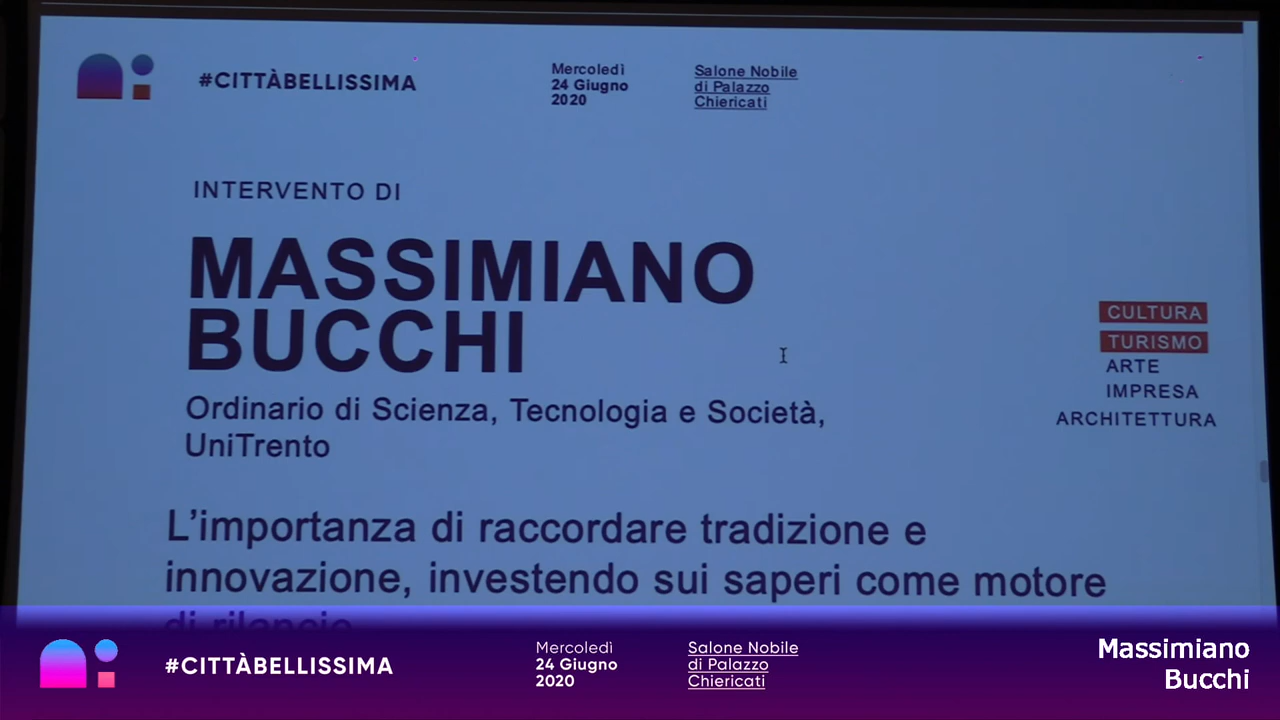 #CITTÀBELLISSIMA
Mercoledì
24 Giugno
2020
Salone Nobile
di Palazzo
Chiericati
INTERVENTO DI
MASSIMIANO
BUCCHI
Ordinario di Scienza, Tecnologia e Società,
UniTrento
CULTURA
TURISMO
ARTE
IMPRESA
ARCHITETTURA
L'importanza di raccordare tradizione e
innovazione, investendo sui saperi come motore
di rilancio
#CITTÀBELLISSIMA
Mercoledì
24 Giugno
2020
Salone Nobile
di Palazzo
Chiericati
Massimiano
Bucchi